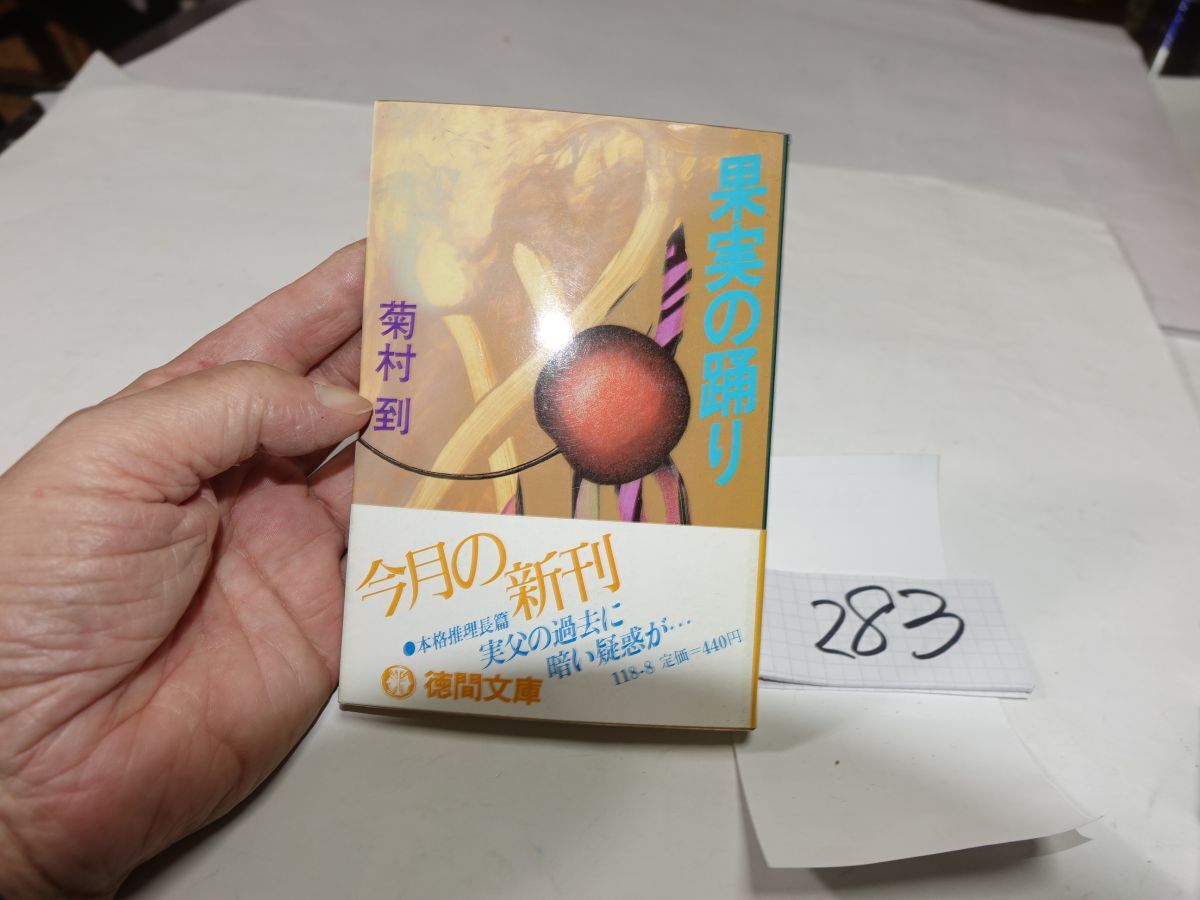 果実の踊り
菊村 到
今月の新刊
●本格推理長篇
実父の過去に
暗い疑惑が…
118-8 定価=440円
徳間文庫
283